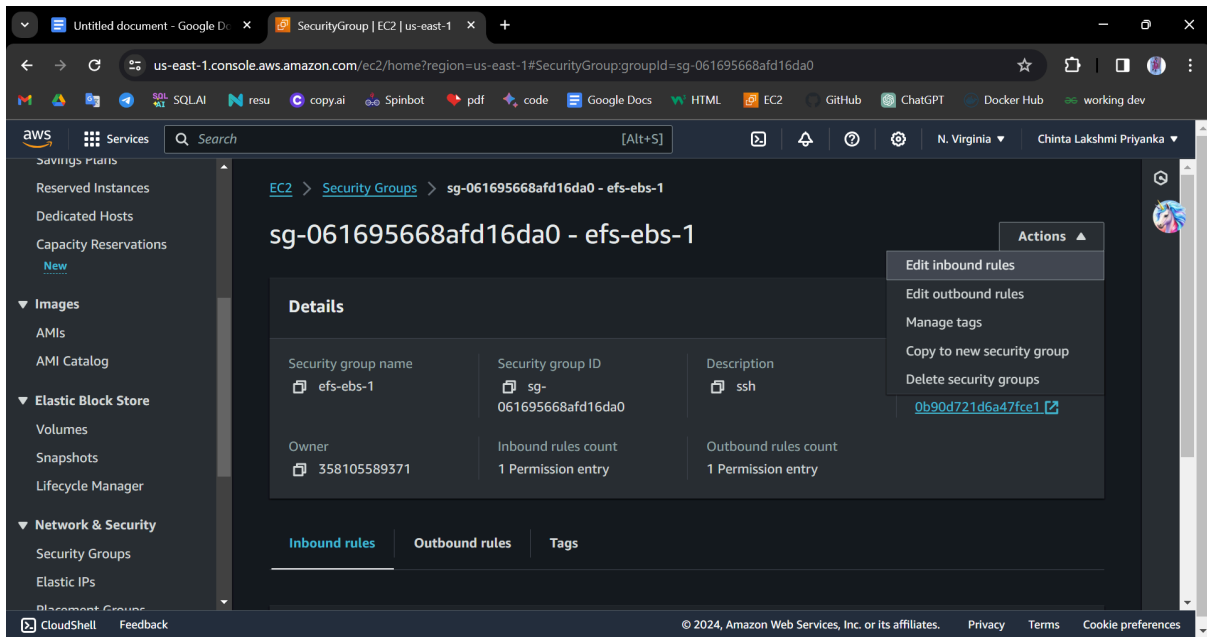 Untitled document - Google Do
SecurityGroup | EC2 | us-east-1
us-east-1.console.aws.amazon.com/ec2/home?region=us-east-1#SecurityGroup:groupId=sg-061695668afd16da0
SQL SQL.AI resu copy.ai Spinbot pdf code Google Docs HTML EC2 GitHub ChatGPT Docker Hub working dev
aws Services Search [Alt+S] N. Virginia Chinta Lakshmi Priyanka
Savings Plans
Reserved Instances
Dedicated Hosts
Capacity Reservations
New
Images
AMIs
AMI Catalog
Elastic Block Store
Volumes
Snapshots
Lifecycle Manager
Network & Security
Security Groups
Elastic IPs
Placement Groups
EC2 > Security Groups > sg-061695668afd16da0 - efs-ebs-1
sg-061695668afd16da0 - efs-ebs-1
Actions
Edit inbound rules
Edit outbound rules
Manage tags
Copy to new security group
Delete security groups
Details
Security group name
efs-ebs-1
Security group ID
sg-
061695668afd16da0
Description
ssh
0b90d721d6a47fce1
Owner
358105589371
Inbound rules count
1 Permission entry
Outbound rules count
1 Permission entry
Inbound rules Outbound rules Tags
CloudShell Feedback © 2024, Amazon Web Services, Inc. or its affiliates. Privacy Terms Cookie preferences